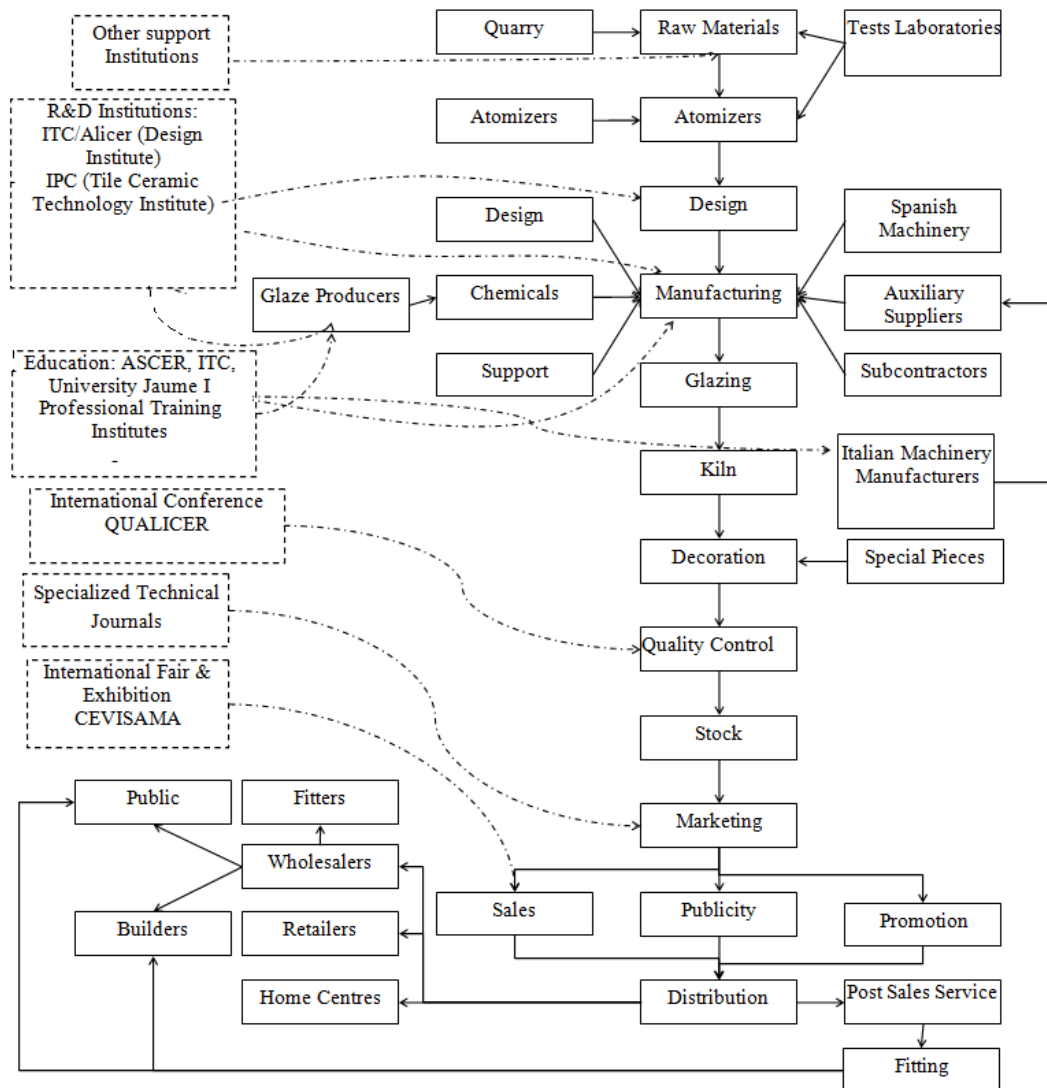 Other support
Institutions
Quarry
Raw Materials
Tests Laboratories
R&D Institutions:
ITC/Alicer (Design
Institute)
IPC (Tile Ceramic
Technology Institute)
Atomizers
Atomizers
Design
Design
Spanish
Machinery
Glaze Producers
Chemicals
Manufacturing
Auxiliary
Suppliers
Education: ASCER, ITC,
University Jaume I
Professional Training
Institutes
-
Support
Glazing
Subcontractors
Kiln
Italian Machinery
Manufacturers
International Conference
QUALICER
Decoration
Special Pieces
Specialized Technical
Journals
Quality Control
International Fair &
Exhibition
CEVISAMA
Stock
Public
Fitters
Marketing
Wholesalers
Builders
Retailers
Sales
Publicity
Promotion
Home Centres
Distribution
Post Sales Service
Fitting